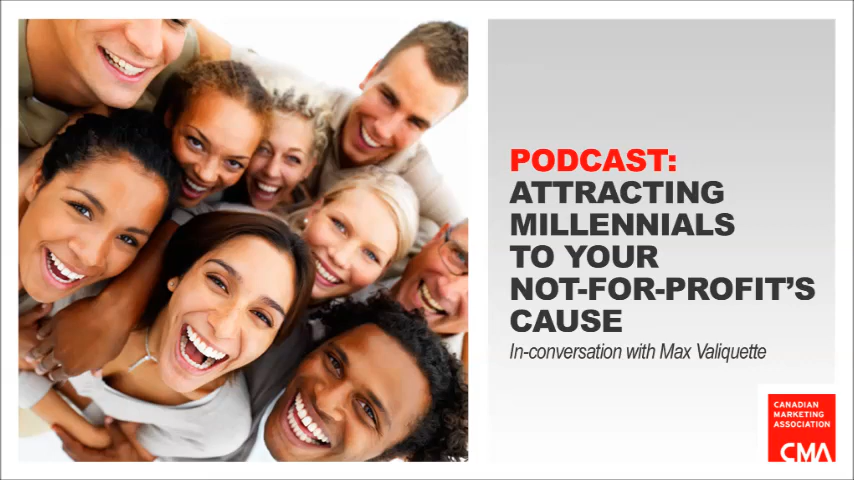 PODCAST:
ATTRACTING
MILLENNIALS
TO YOUR
NOT-FOR-PROFIT’S
CAUSE
In-conversation with Max Valiquette
CANADIAN
MARKETING
ASSOCIATION
CMA